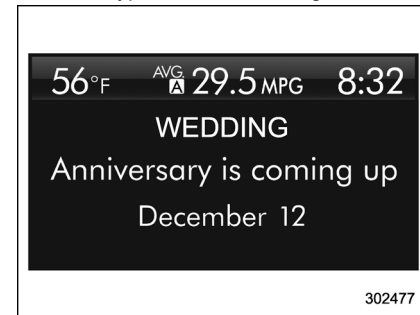 56°F AVG. A 29.5 MPG 8:32
WEDDING
Anniversary is coming up
December 12
302477